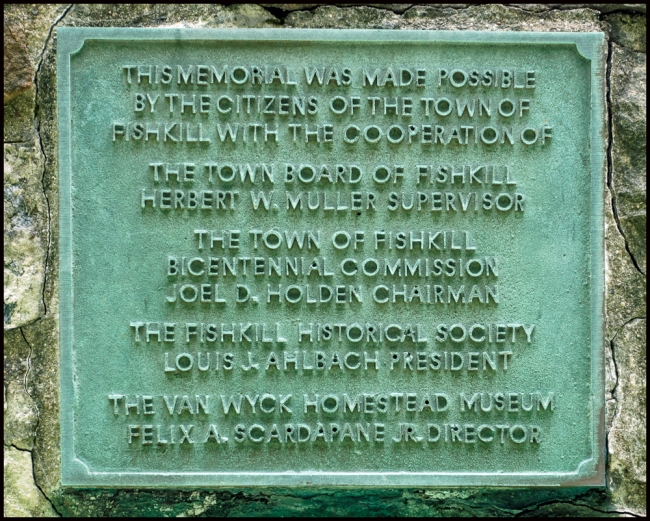 THIS MEMORIAL WAS MADE POSSIBLE
BY THE CITIZENS OF THE TOWN OF
FISHKILL WITH THE COOPERATION OF
THE TOWN BOARD OF FISHKILL
HERBERT W. MULLER SUPERVISOR
THE TOWN OF FISHKILL
BICENTENNIAL COMMISSION
JOEL D. HOLDEN CHAIRMAN
THE FISHKILL HISTORICAL SOCIETY
LOUIS J. AHLBACH PRESIDENT
THE VAN WYCK HOMESTEAD MUSEUM
FELIX A. SCARDAPANE JR. DIRECTOR